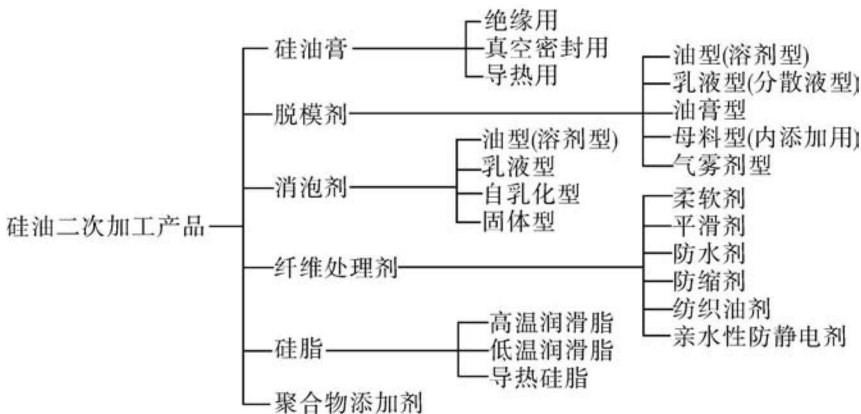 硅油二次加工产品
硅油膏
绝缘用
真空密封用
导热用
脱模剂
油型(溶剂型)
乳液型(分散液型)
油膏型
母料型(内添加用)
气雾剂型
消泡剂
油型(溶剂型)
乳液型
自乳化型
固体型
纤维处理剂
柔软剂
平滑剂
防水剂
防缩剂
纺织油剂
亲水性防静电剂
硅脂
高温润滑脂
低温润滑脂
导热硅脂
聚合物添加剂